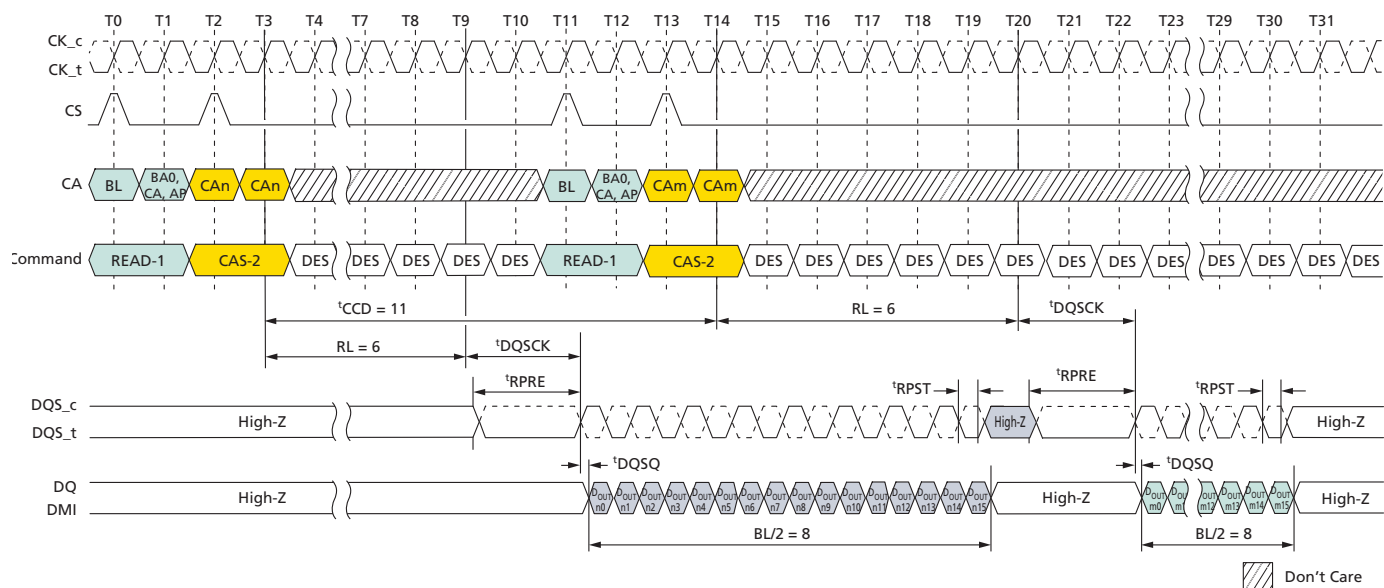 T0 T1 T2 T3 T4 T7 T8 T9 T10 T11 T12 T13 T14 T15 T16 T17 T18 T19 T20 T21 T22 T23 T29 T30 T31
CK_c
CK_t
CS
CA BL BA0, CA, AP CAn CAn BL BA0, CA, AP CAm CAm
Command READ-1 CAS-2 DES DES DES DES DES READ-1 CAS-2 DES DES DES DES DES DES DES DES DES DES DES DES DES
tCCD = 11 RL = 6 tDQSCK
RL = 6 tDQSCK
tRPRE tRPST tRPRE tRPST
DQS_c
DQS_t
High-Z High-Z High-Z
tDQSQ tDQSQ
DQ
DMI
High-Z DOUT n0 DOUT n1 DOUT n2 DOUT n3 DOUT n4 DOUT n5 DOUT n6 DOUT n7 DOUT n8 DOUT n9 DOUT n10 DOUT n11 DOUT n12 DOUT n13 DOUT n14 DOUT n15 High-Z DOUT m0 DOUT m1 DOUT m12 DOUT m13 DOUT m14 DOUT m15 High-Z
BL/2 = 8 BL/2 = 8
Don't Care